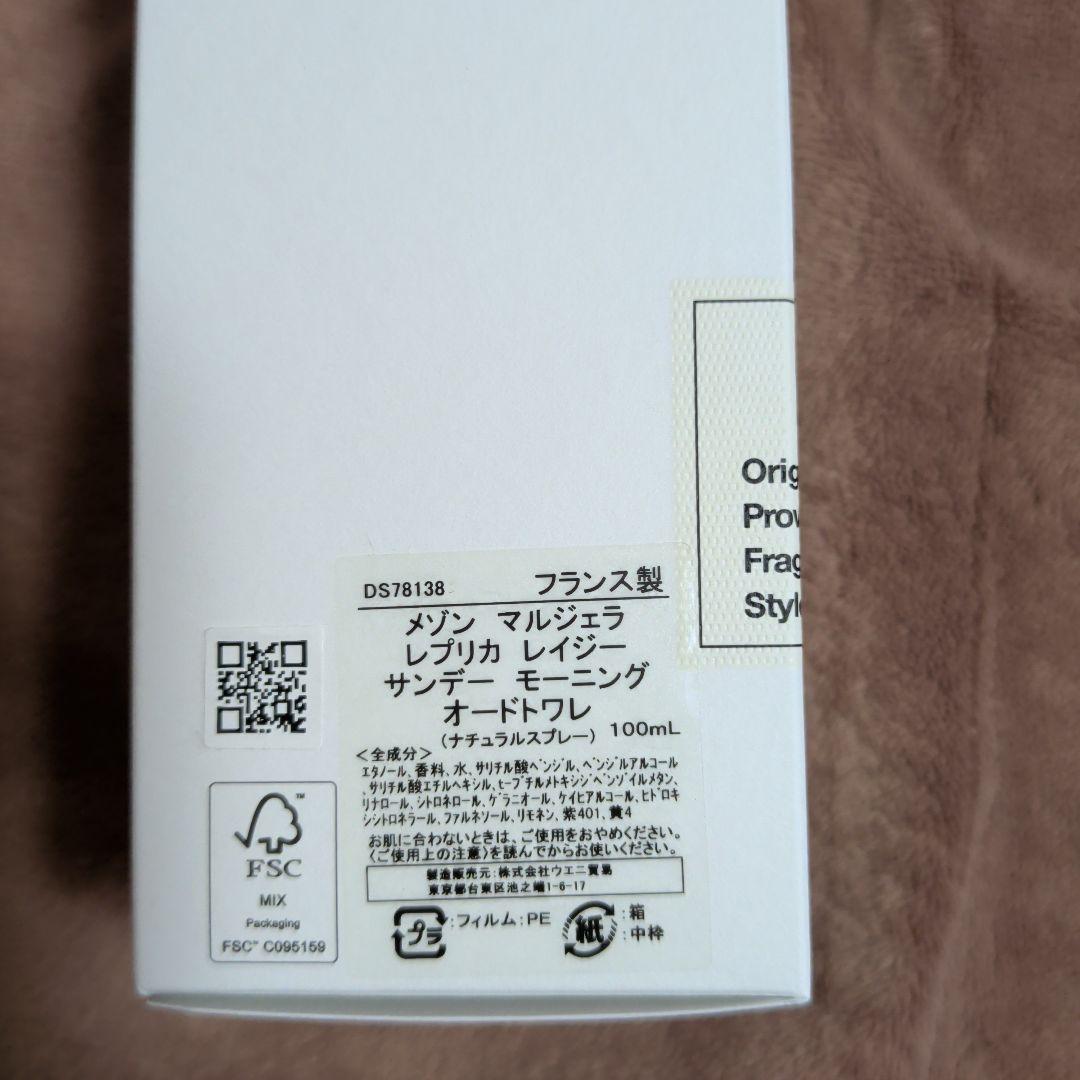 Orig
Prov
Frag
Style
DS78138 フランス製
メゾン マルジェラ
レプリカ レイジー
サンデー モーニング
オードトワレ
(ナチュラルスプレー) 100mL
<全成分>
エタノール、香料、水、サリチル酸ベンジル、ベンジルアルコール
、サリチル酸エチルヘキシル、t-ブチルメトキシジベンゾイルメタン、
リナロール、シトロネロール、ゲラニオール、ケイヒアルコール、ヒドロキ
シシトロネラール、ファルネソール、リモネン、紫401、黄4
お肌に合わないときは、ご使用をおやめください。
〈ご使用上の注意〉を読んでからお使いください。
製造販売元:株式会社ウエニ貿易
東京都台東区池之端1-6-17
プラ :フィルム:PE 紙 :箱
:中枠
FSC™
MIX
Packaging
FSC™ C095159